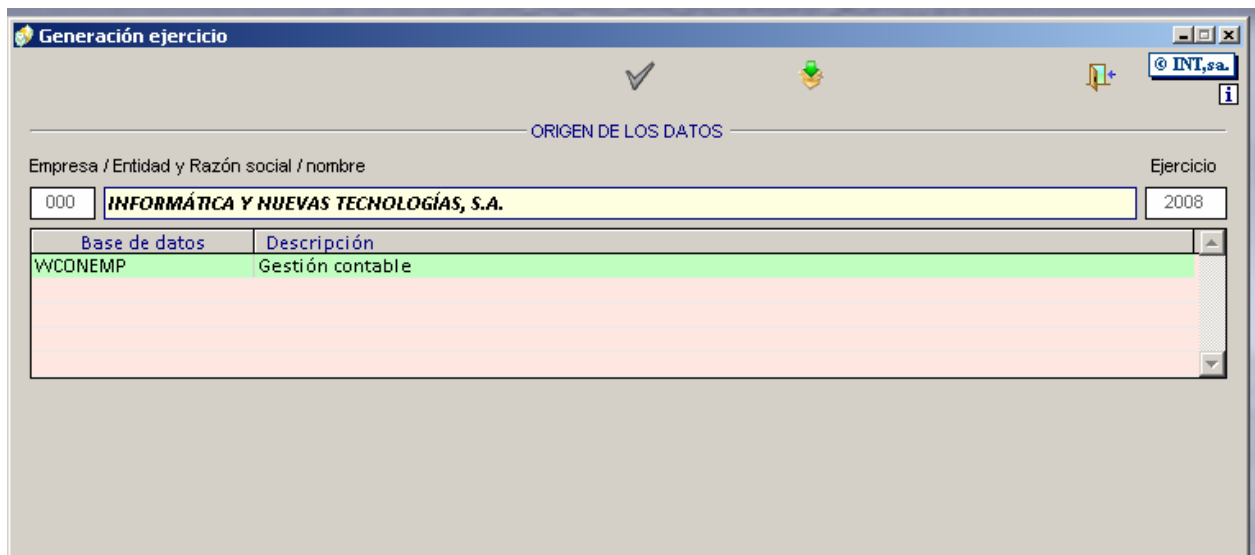 Generación ejercicio
© INT,sa.
i
ORIGEN DE LOS DATOS
Empresa / Entidad y Razón social / nombre Ejercicio
000 INFORMÁTICA Y NUEVAS TECNOLOGÍAS, S.A. 2008
Base de datos Descripción
WCONEMP Gestión contable